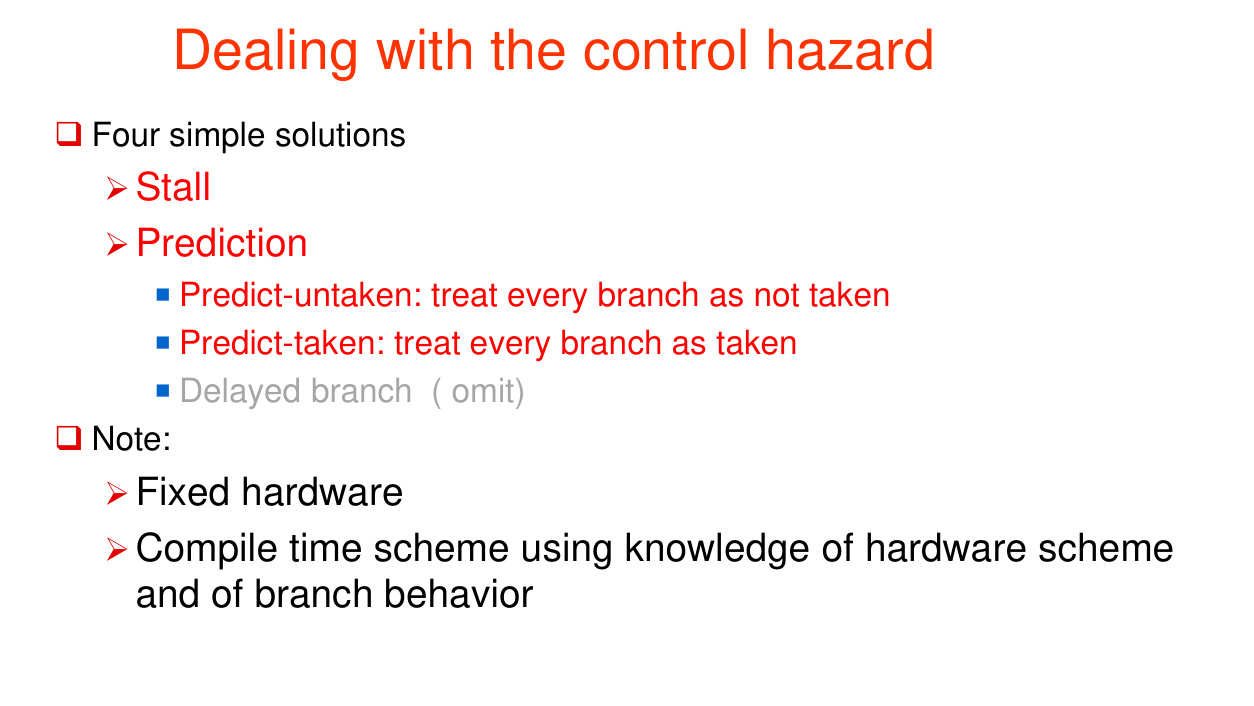 Dealing with the control hazard
Four simple solutions
Stall
Prediction
Predict-untaken: treat every branch as not taken
Predict-taken: treat every branch as taken
Delayed branch ( omit)
Note:
Fixed hardware
Compile time scheme using knowledge of hardware scheme
and of branch behavior